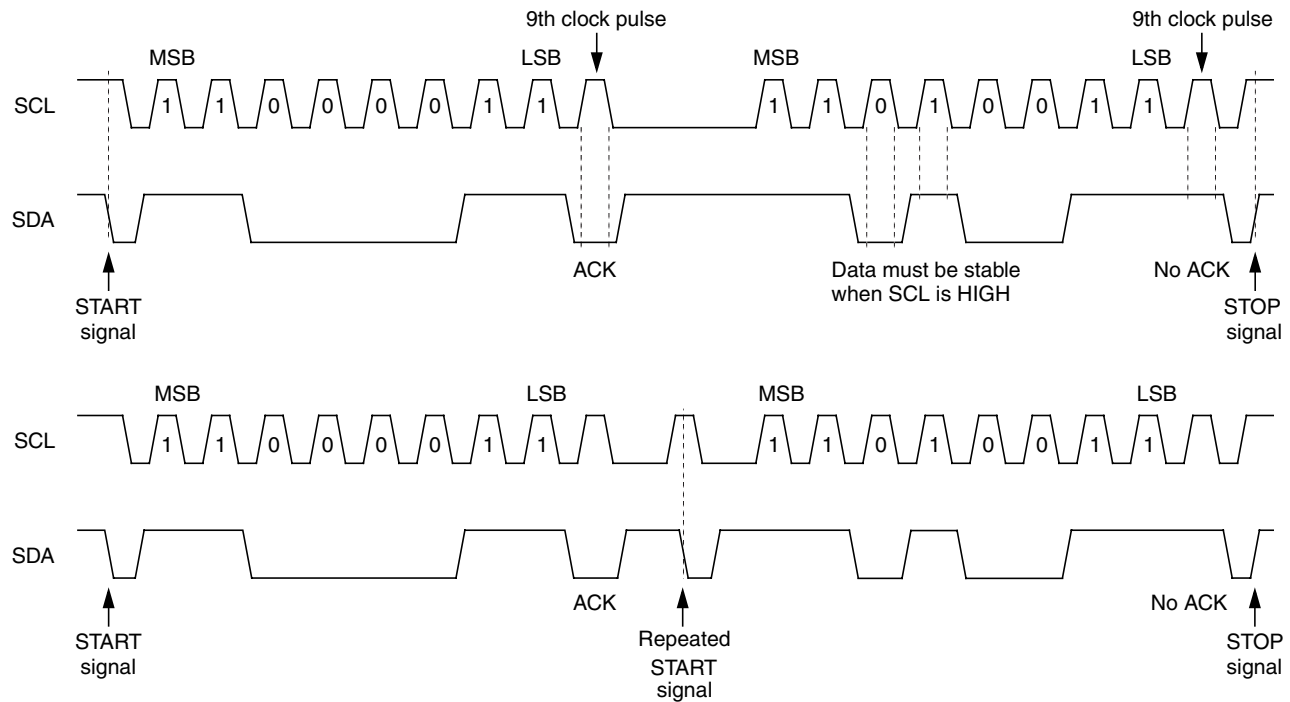 9th clock pulse 9th clock pulse
MSB LSB MSB LSB
SCL 1 1 0 0 0 0 1 1 1 1 0 1 0 0 1 1
SDA
ACK Data must be stable No ACK
when SCL is HIGH
START STOP
signal signal
MSB LSB MSB LSB
SCL 1 1 0 0 0 0 1 1 1 1 0 1 0 0 1 1
SDA
ACK No ACK
START Repeated STOP
signal START signal
signal